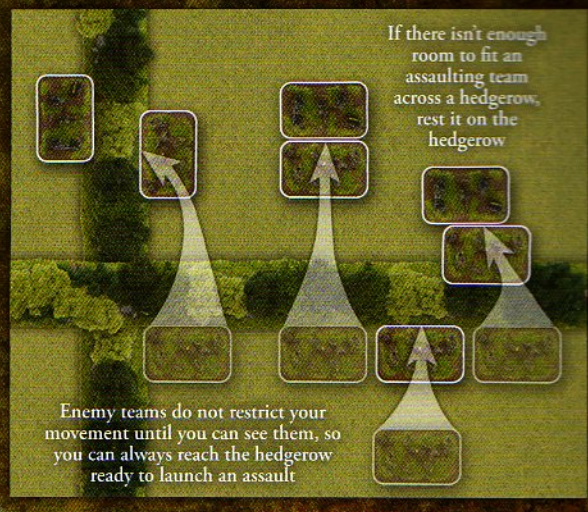 If there isn't enough
room to fit an
assaulting team
across a hedgerow,
rest it on the
hedgerow
Enemy teams do not restrict your
movement until you can see them, so
you can always reach the hedgerow
ready to launch an assault